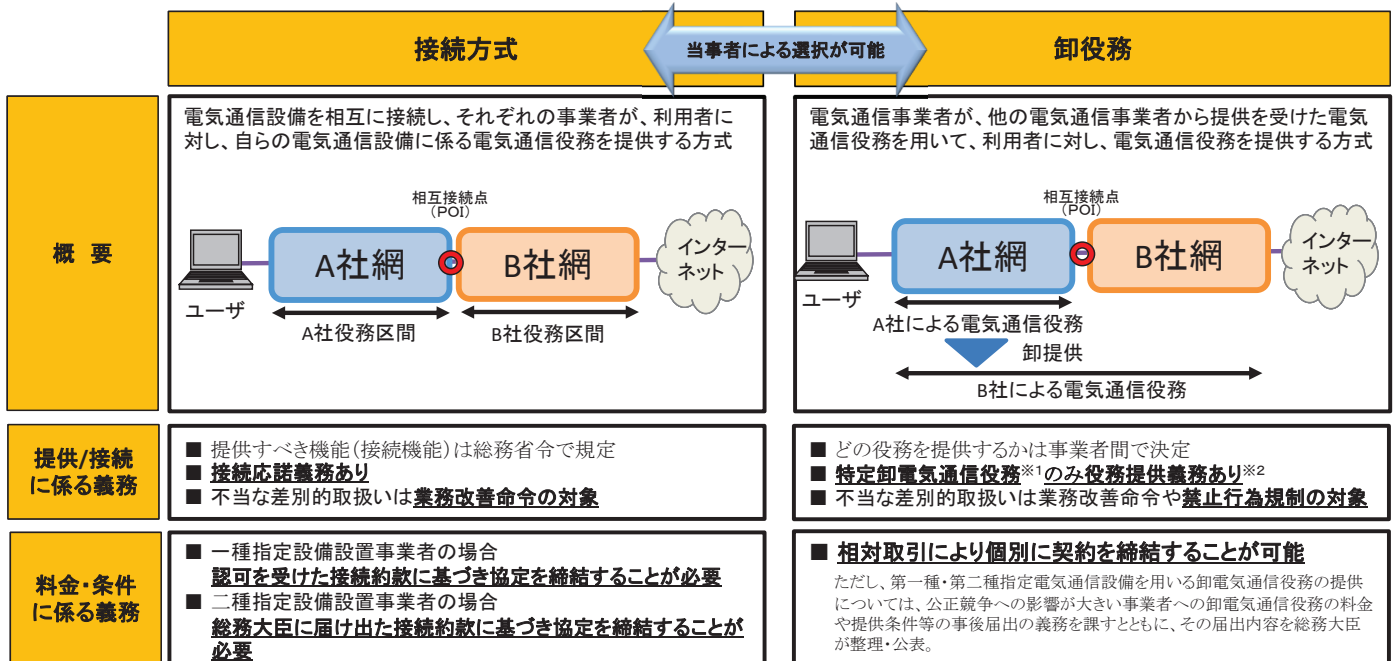 接続方式
当事者による選択が可能
卸役務
概 要
電気通信設備を相互に接続し、それぞれの事業者が、利用者に
対し、自らの電気通信設備に係る電気通信役務を提供する方式
相互接続点
(POI)
A社網
B社網
インター
ネット
ユーザ
A社役務区間
B社役務区間
電気通信事業者が、他の電気通信事業者から提供を受けた電気
通信役務を用いて、利用者に対し、電気通信役務を提供する方式
相互接続点
(POI)
A社網
B社網
インター
ネット
ユーザ
A社による電気通信役務
卸提供
B社による電気通信役務
提供/接続
に係る義務
■ 提供すべき機能(接続機能)は総務省令で規定
■ 接続応諾義務あり
■ 不当な差別的取扱いは業務改善命令の対象
■ どの役務を提供するかは事業者間で決定
■ 特定卸電気通信役務※1のみ役務提供義務あり※2
■ 不当な差別的取扱いは業務改善命令や禁止行為規制の対象
料金・条件
に係る義務
■ 一種指定設備設置事業者の場合
認可を受けた接続約款に基づき協定を締結することが必要
■ 二種指定設備設置事業者の場合
総務大臣に届け出た接続約款に基づき協定を締結することが
必要
■ 相対取引により個別に契約を締結することが可能
ただし、第一種・第二種指定電気通信設備を用いる卸電気通信役務の提供
については、公正競争への影響が大きい事業者への卸電気通信役務の料金
や提供条件等の事後届出の義務を課すとともに、その届出内容を総務大臣
が整理・公表。